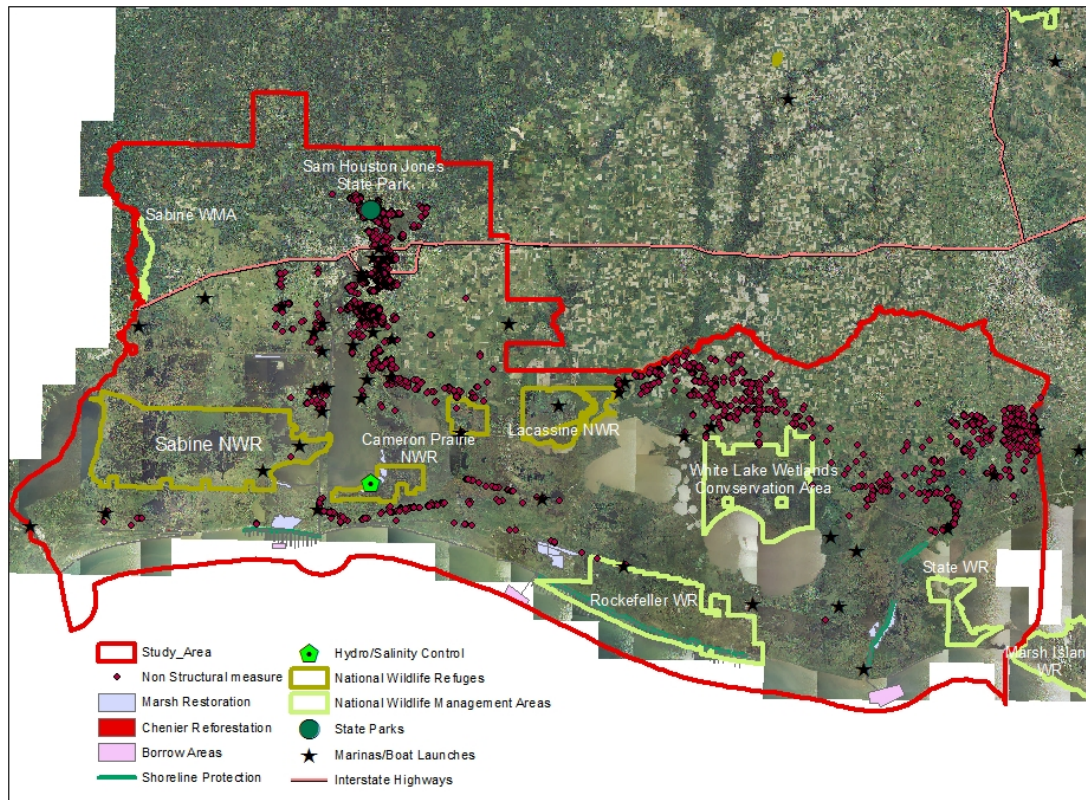 Sam Houston Jones
State Park
Sabine WMA
Sabine NWR
Cameron Prairie
NWR
Lacassine NWR
White Lake Wetlands
Convservation Area
State WR
Rockefeller WR
Marsh Island
WR
Study_Area
Non Structural measure
Marsh Restoration
Chenier Reforestation
Borrow Areas
Shoreline Protection
Hydro/Salinity Control
National Wildlife Refuges
National Wildlife Management Areas
State Parks
Marinas/Boat Launches
Interstate Highways